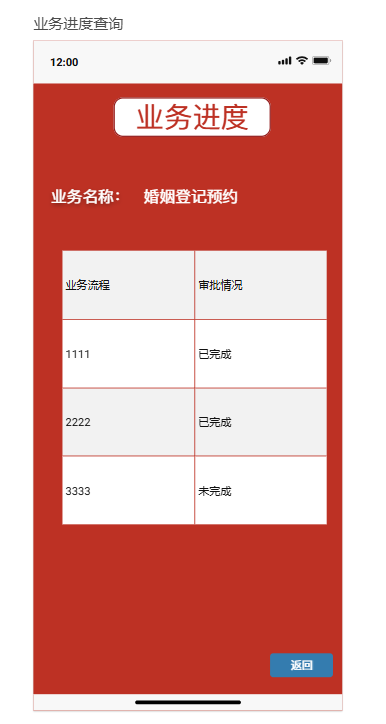 业务进度查询
12:00
业务进度
业务名称： 婚姻登记预约
业务流程 审批情况
1111 已完成
2222 已完成
3333 未完成
返回